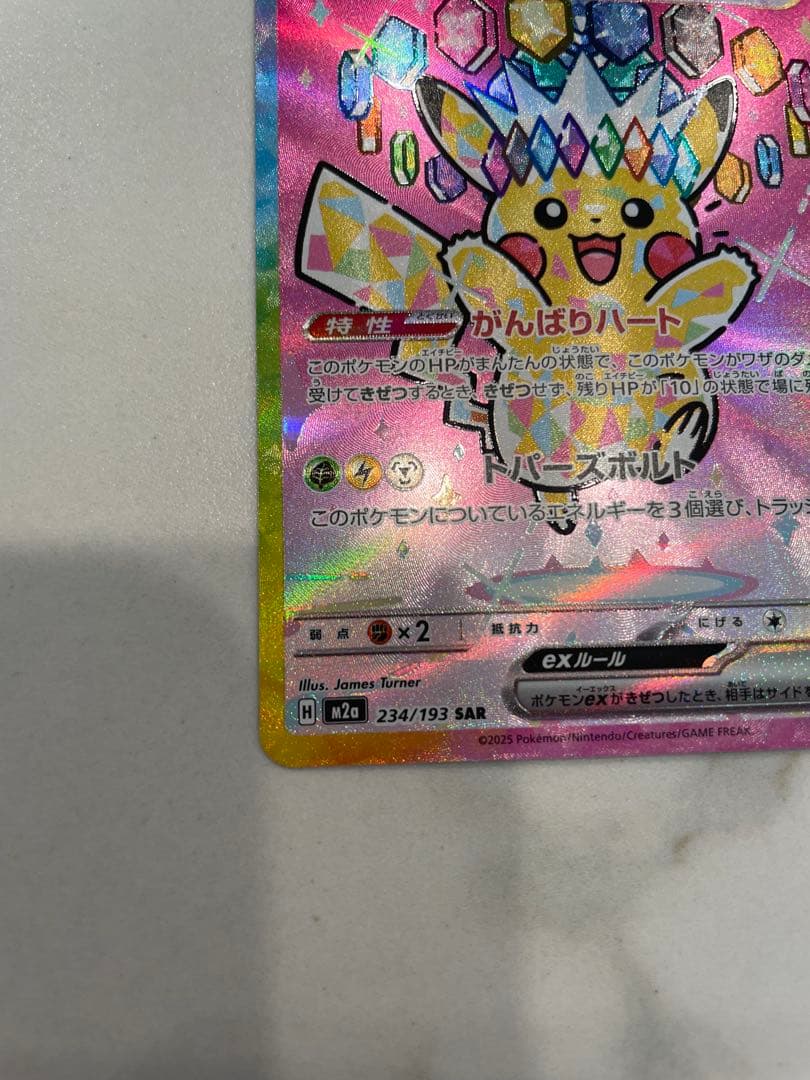 特性 とくせい がんばりハート
このポケモンのHPがまんたんの状態で、このポケモンがワザのダ
受けてきぜつするとき、きぜつせず、残りHPが「10」の状態で場に
トパーズボルト
このポケモンについているエネルギーを3個選び、トラッシ
弱点 ×2 抵抗力 にげる
exルール
ポケモンexがきぜつしたとき、相手はサイドを
Illus. James Turner
H M2a 234/193 SAR
©2025 Pokémon/Nintendo/Creatures/GAME FREAK.